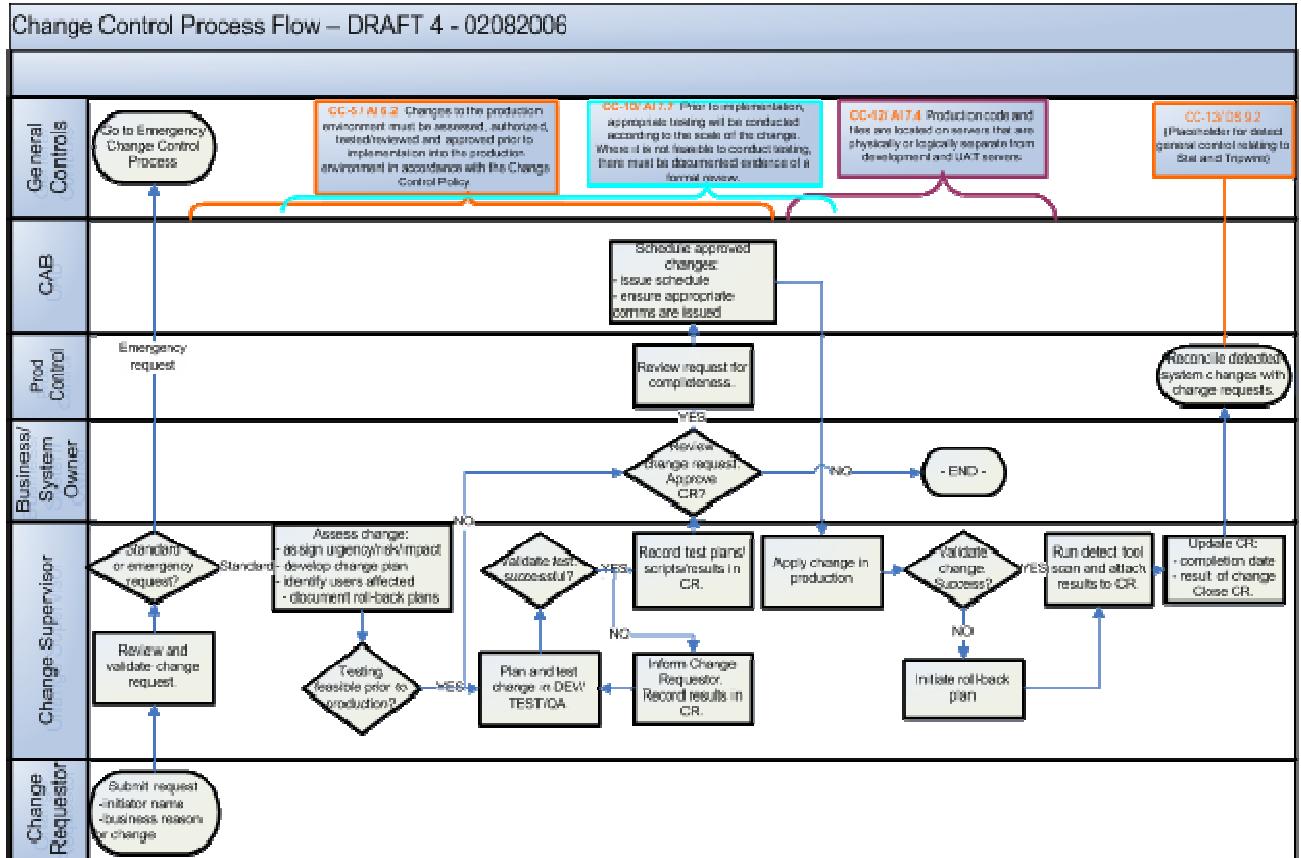 Change Control Process Flow – DRAFT 4 - 02082006
General
Controls
Go to Emergency
Change Control
Process
CC-5 / AI 6.2 Changes to the production
environment must be assessed, authorized,
tested/reviewed and approved prior to
implementation into the production
environment in accordance with the Change
Control Policy
CC-10/ AI 7.7 Prior to implementation,
appropriate testing will be conducted
according to the scale of the change.
Where it is not feasible to conduct testing,
there must be documented evidence of a
formal review.
CC-12/ AI 7.4 Production code and
files are located on servers that are
physically or logically separate from
development and UAT servers
CC-13/ DS 9.2
(Placeholder for detect
general control relating to
and Tripwire)
CAB
Schedule approved
changes:
- issue schedule
- ensure appropriate
comms are issued
Prod
Control
Emergency
request
Review request for
completeness.
Reconcile detected
system changes with
change requests.
YES
Business/
System
Owner
Review
change request.
Approve
CR?
NO
- END -
NO
Change Supervisor
Standard
or emergency
request?
Standard
Assess change:
- assign urgency/risk/impact
- develop change plan
- identify users affected
- document roll-back plans
Validate test
successful?
YES
Record test plans/
scripts/results in
CR.
Apply change in
production
Validate
change.
Success?
YES
Run detect tool
scan and attach
results to CR.
Update CR:
- completion date
- result of change
Close CR.
NO
NO
Review and
validate change
request.
Testing
feasible prior to
production?
YES
Plan and test
change in DEV/
TEST/QA
Inform Change
Requestor.
Record results in
CR.
Initiate roll-back
plan
Change
Requestor
Submit request
-initiator name
-business reason
for change